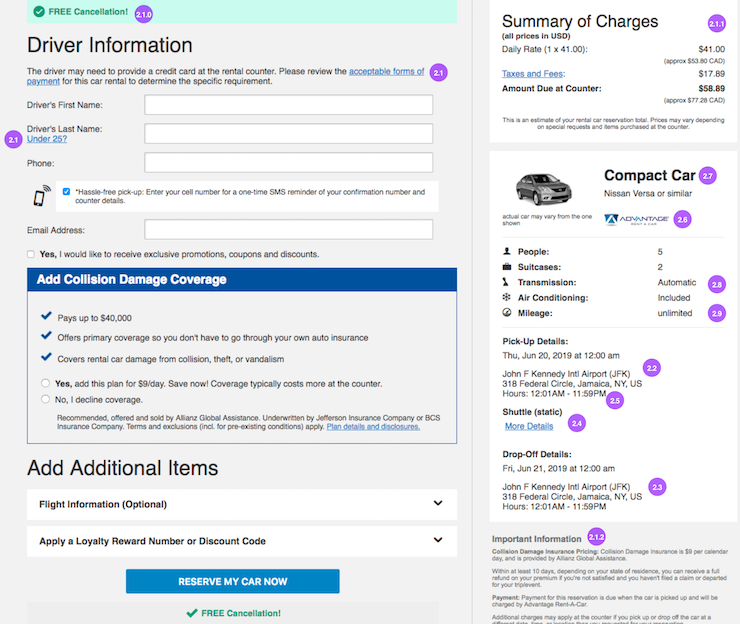 FREE Cancellation! 2.1.0
Driver Information
The driver may need to provide a credit card at the rental counter. Please review the acceptable forms of 2.1
payment for this car rental to determine the specific requirement.
Driver's First Name:
Driver's Last Name:
2.1 Under 25?
Phone:
*Hassle-free pick-up: Enter your cell number for a one-time SMS reminder of your confirmation number and
counter details.
Email Address:
Yes, I would like to receive exclusive promotions, coupons and discounts.
Add Collision Damage Coverage
Pays up to $40,000
Offers primary coverage so you don't have to go through your own auto insurance
Covers rental car damage from collision, theft, or vandalism
Yes, add this plan for $9/day. Save now! Coverage typically costs more at the counter.
No, I decline coverage.
Recommended, offered and sold by Allianz Global Assistance. Underwritten by Jefferson Insurance Company or BCS
Insurance Company. Terms and exclusions (incl. for pre-existing conditions) apply. Plan details and disclosures.
Add Additional Items
Flight Information (Optional)
Apply a Loyalty Reward Number or Discount Code
RESERVE MY CAR NOW
FREE Cancellation!
Summary of Charges 2.1.1
(all prices in USD)
Daily Rate (1 x 41.00): $41.00
(approx $53.80 CAD)
Taxes and Fees: $17.89
Amount Due at Counter: $58.89
(approx $77.28 CAD)
This is an estimate of your rental car reservation total. Prices may vary depending
on special requests and items purchased at the counter.
Compact Car 2.7
Nissan Versa or similar
actual car may vary from the one
shown
ADVANTAGE 2.6
RENT A CAR
People: 5
Suitcases: 2
Transmission: Automatic 2.8
Air Conditioning: Included
Mileage: unlimited 2.9
Pick-Up Details:
Thu, Jun 20, 2019 at 12:00 am
John F Kennedy Intl Airport (JFK) 2.2
318 Federal Circle, Jamaica, NY, US
Hours: 12:01AM - 11:59PM 2.5
Shuttle (static)
More Details 2.4
Drop-Off Details:
Fri, Jun 21, 2019 at 12:00 am
John F Kennedy Intl Airport (JFK) 2.3
318 Federal Circle, Jamaica, NY, US
Hours: 12:01AM - 11:59PM
Important Information 2.1.2
Collision Damage Insurance Pricing: Collision Damage Insurance is $9 per calendar
day, and is provided by Allianz Global Assistance.
Within at least 10 days, depending on your state of residence, you can receive a full
refund on your premium if you're not satisfied and you haven't filed a claim or departed
for your trip/event.
Payment: Payment for this reservation is due when the car is picked up and will be
charged by Advantage Rent-A-Car.
Additional charges may apply at the counter if you pick up or drop off the car at a